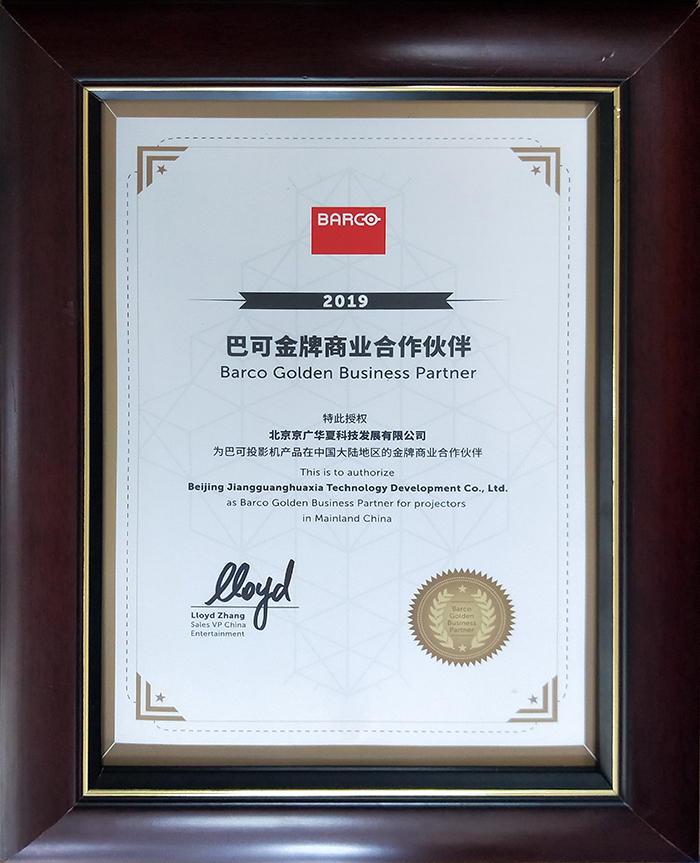 BARCO
2019
巴可金牌商业合作伙伴
Barco Golden Business Partner
特此授权
北京京广华夏科技发展有限公司
为巴可投影机产品在中国大陆地区的金牌商业合作伙伴
This is to authorize
Beijing Jiangguanghuaxia Technology Development Co., Ltd.
as Barco Golden Business Partner for projectors
in Mainland China
lloyd
Lloyd Zhang
Sales VP China
Entertainment
Barco
Golden
Business
Partner